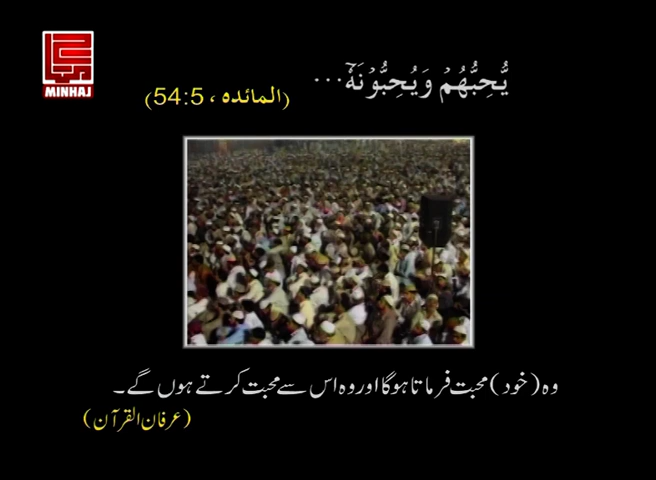 MINHAJ
یُّحِبُّهُمْ وَیُحِبُّوْنَهٗۤ...
(المائدہ ، 54:5)
وہ (خود) محبت فرماتا ہوگا اور وہ اس سے محبت کرتے ہوں گے۔
(عرفان القرآن)